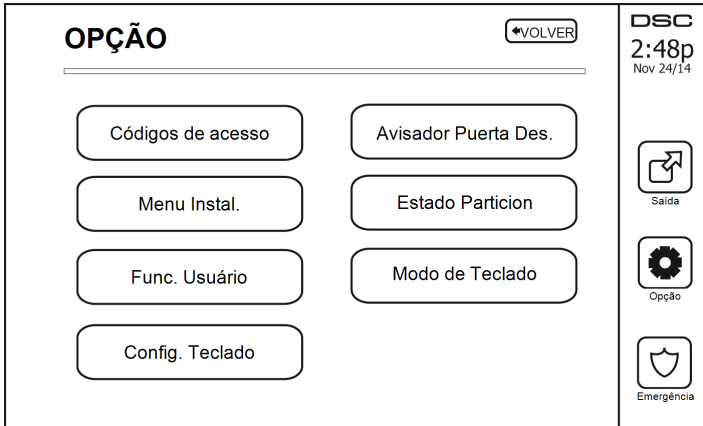 OPÇÃO
VOLVER
DSC
2:48p
Nov 24/14
Códigos de acesso
Avisador Puerta Des.
Menu Instal.
Estado Particion
Func. Usuário
Modo de Teclado
Config. Teclado
Saída
Opção
Emergência